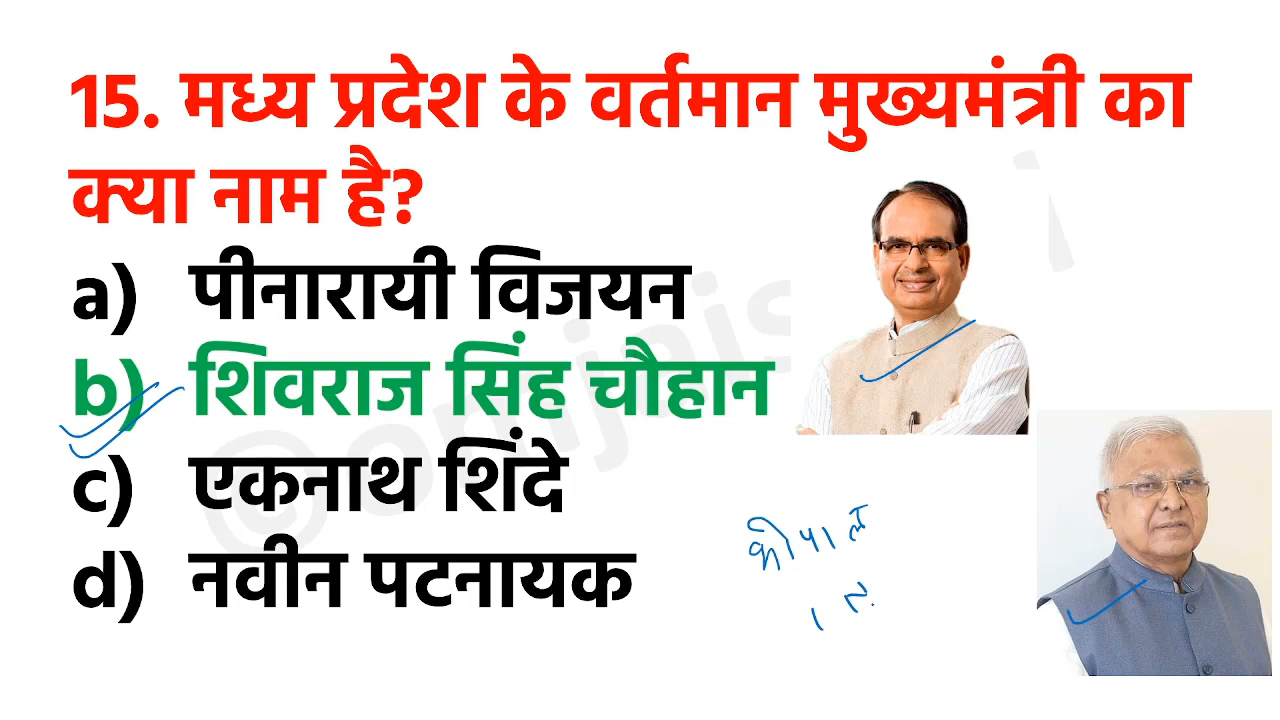 15. मध्य प्रदेश के वर्तमान मुख्यमंत्री का
क्या नाम है?
a) पीनारायी विजयन
b) शिवराज सिंह चौहान
c) एकनाथ शिंदे
d) नवीन पटनायक
भोपाल